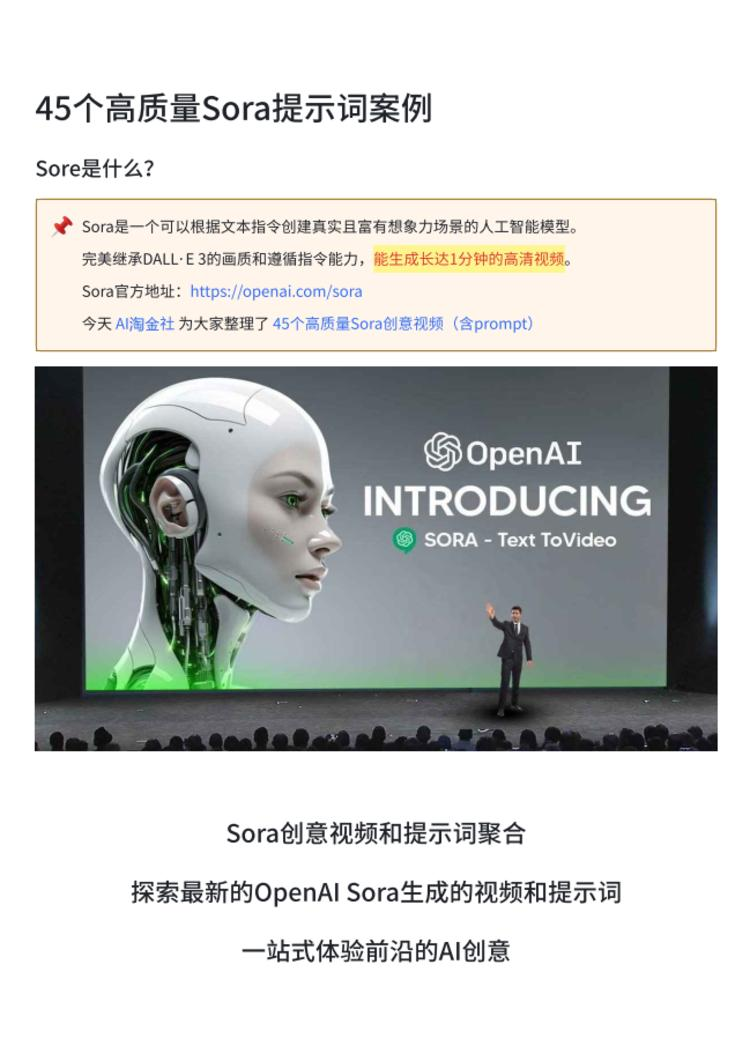 45个高质量Sora提示词案例
Sore是什么？
Sora是一个可以根据文本指令创建真实且富有想象力场景的人工智能模型。
完美继承DALL·E 3的画质和遵循指令能力，能生成长达1分钟的高清视频。
Sora官方地址：https://openai.com/sora
今天 AI淘金社 为大家整理了 45个高质量Sora创意视频（含prompt）
OpenAI
INTRODUCING
SORA - Text ToVideo
Sora创意视频和提示词聚合
探索最新的OpenAI Sora生成的视频和提示词
一站式体验前沿的AI创意